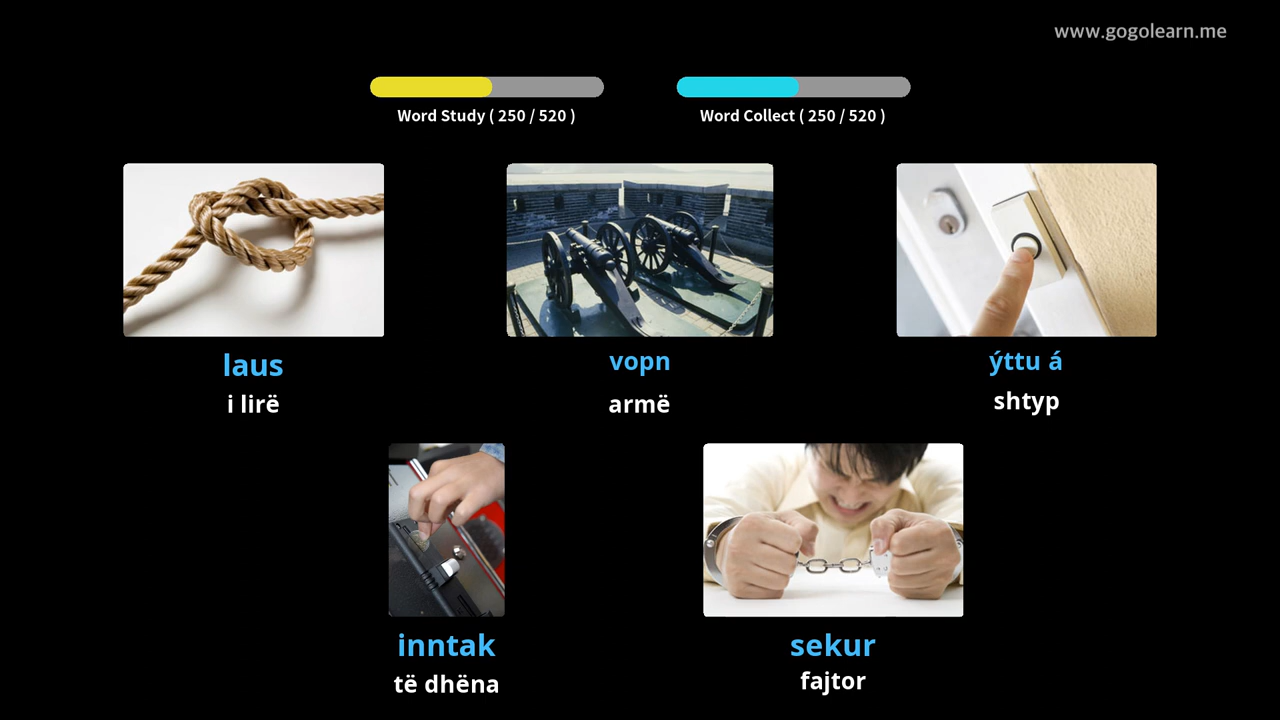 www.gogolearn.me
Word Study ( 250 / 520 )
Word Collect ( 250 / 520 )
laus
i lirë
vopn
armë
ýttu á
shtyp
inntak
të dhëna
sekur
fajtor